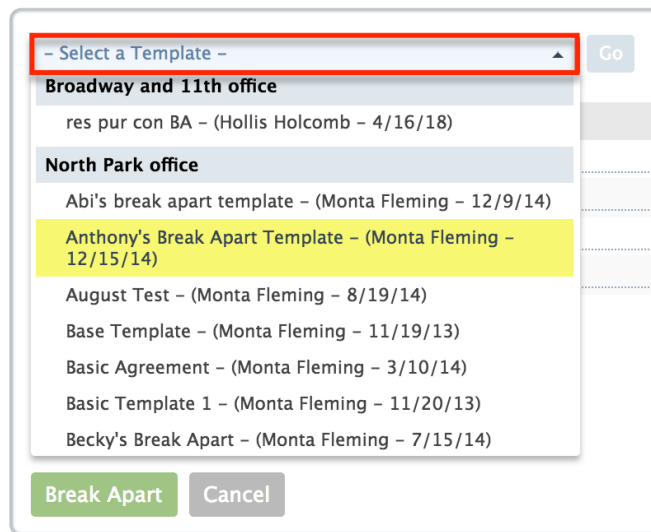 – Select a Template –
Go
Broadway and 11th office
res pur con BA – (Hollis Holcomb – 4/16/18)
North Park office
Abi's break apart template – (Monta Fleming – 12/9/14)
Anthony's Break Apart Template – (Monta Fleming –
12/15/14)
August Test – (Monta Fleming – 8/19/14)
Base Template – (Monta Fleming – 11/19/13)
Basic Agreement – (Monta Fleming – 3/10/14)
Basic Template 1 – (Monta Fleming – 11/20/13)
Becky's Break Apart – (Monta Fleming – 7/15/14)
Break Apart
Cancel